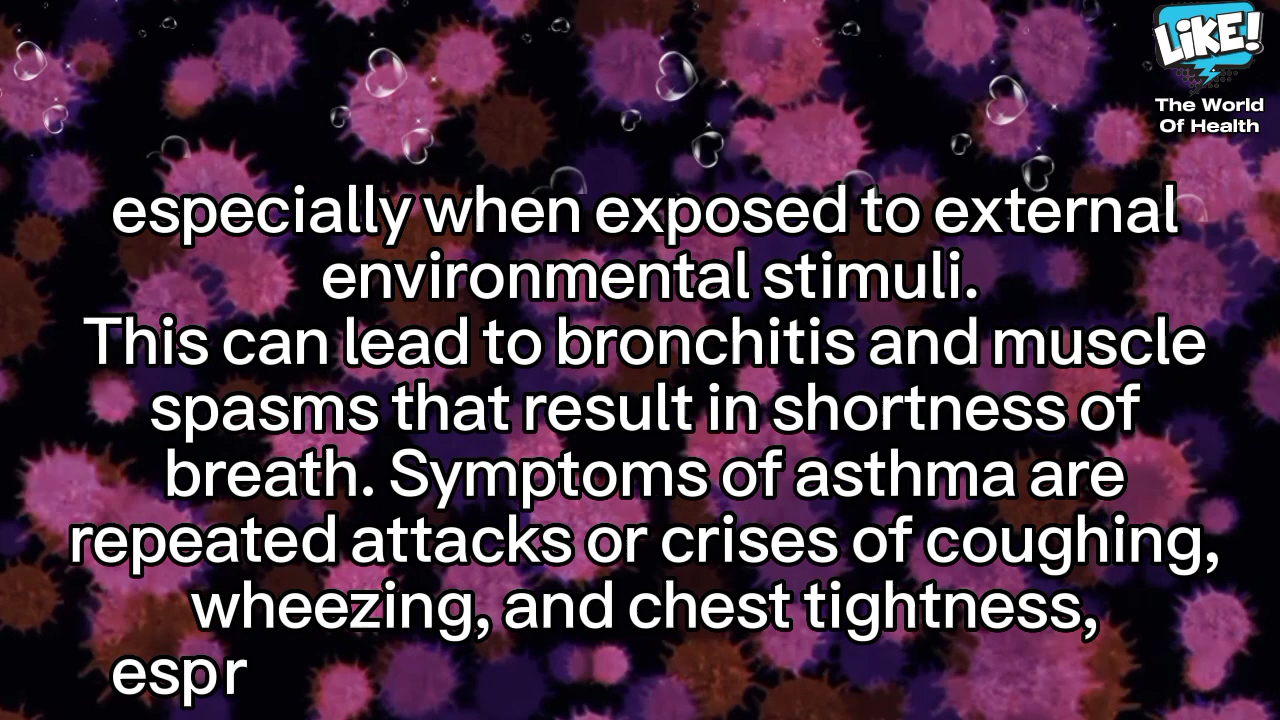 LiKE!
The World
Of Health
especially when exposed to external
environmental stimuli.
This can lead to bronchitis and muscle
spasms that result in shortness of
breath. Symptoms of asthma are
repeated attacks or crises of coughing,
wheezing, and chest tightness,
espr